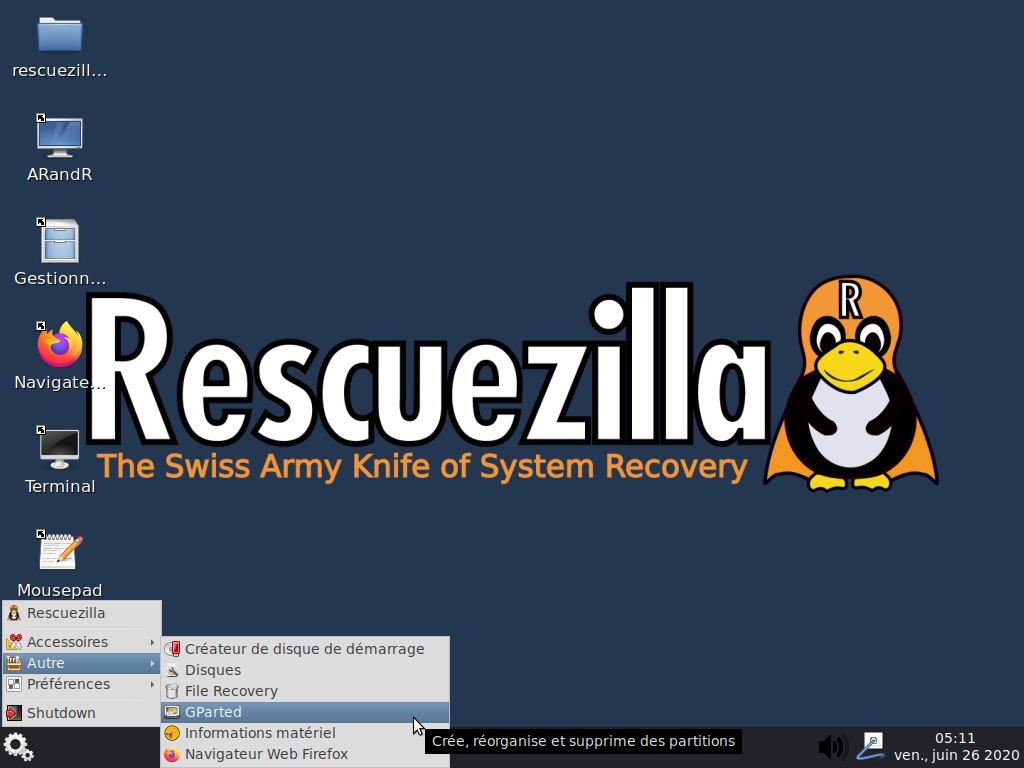 rescuezill...
ARandR
Gestionn...
Navigate...
Terminal
Mousepad
R
Rescuezilla
The Swiss Army Knife of System Recovery
Rescuezilla
Accessoires
Autre
Préférences
Shutdown
Créateur de disque de démarrage
Disques
File Recovery
GParted
Informations matériel
Navigateur Web Firefox
Crée, réorganise et supprime des partitions
05:11
ven., juin 26 2020